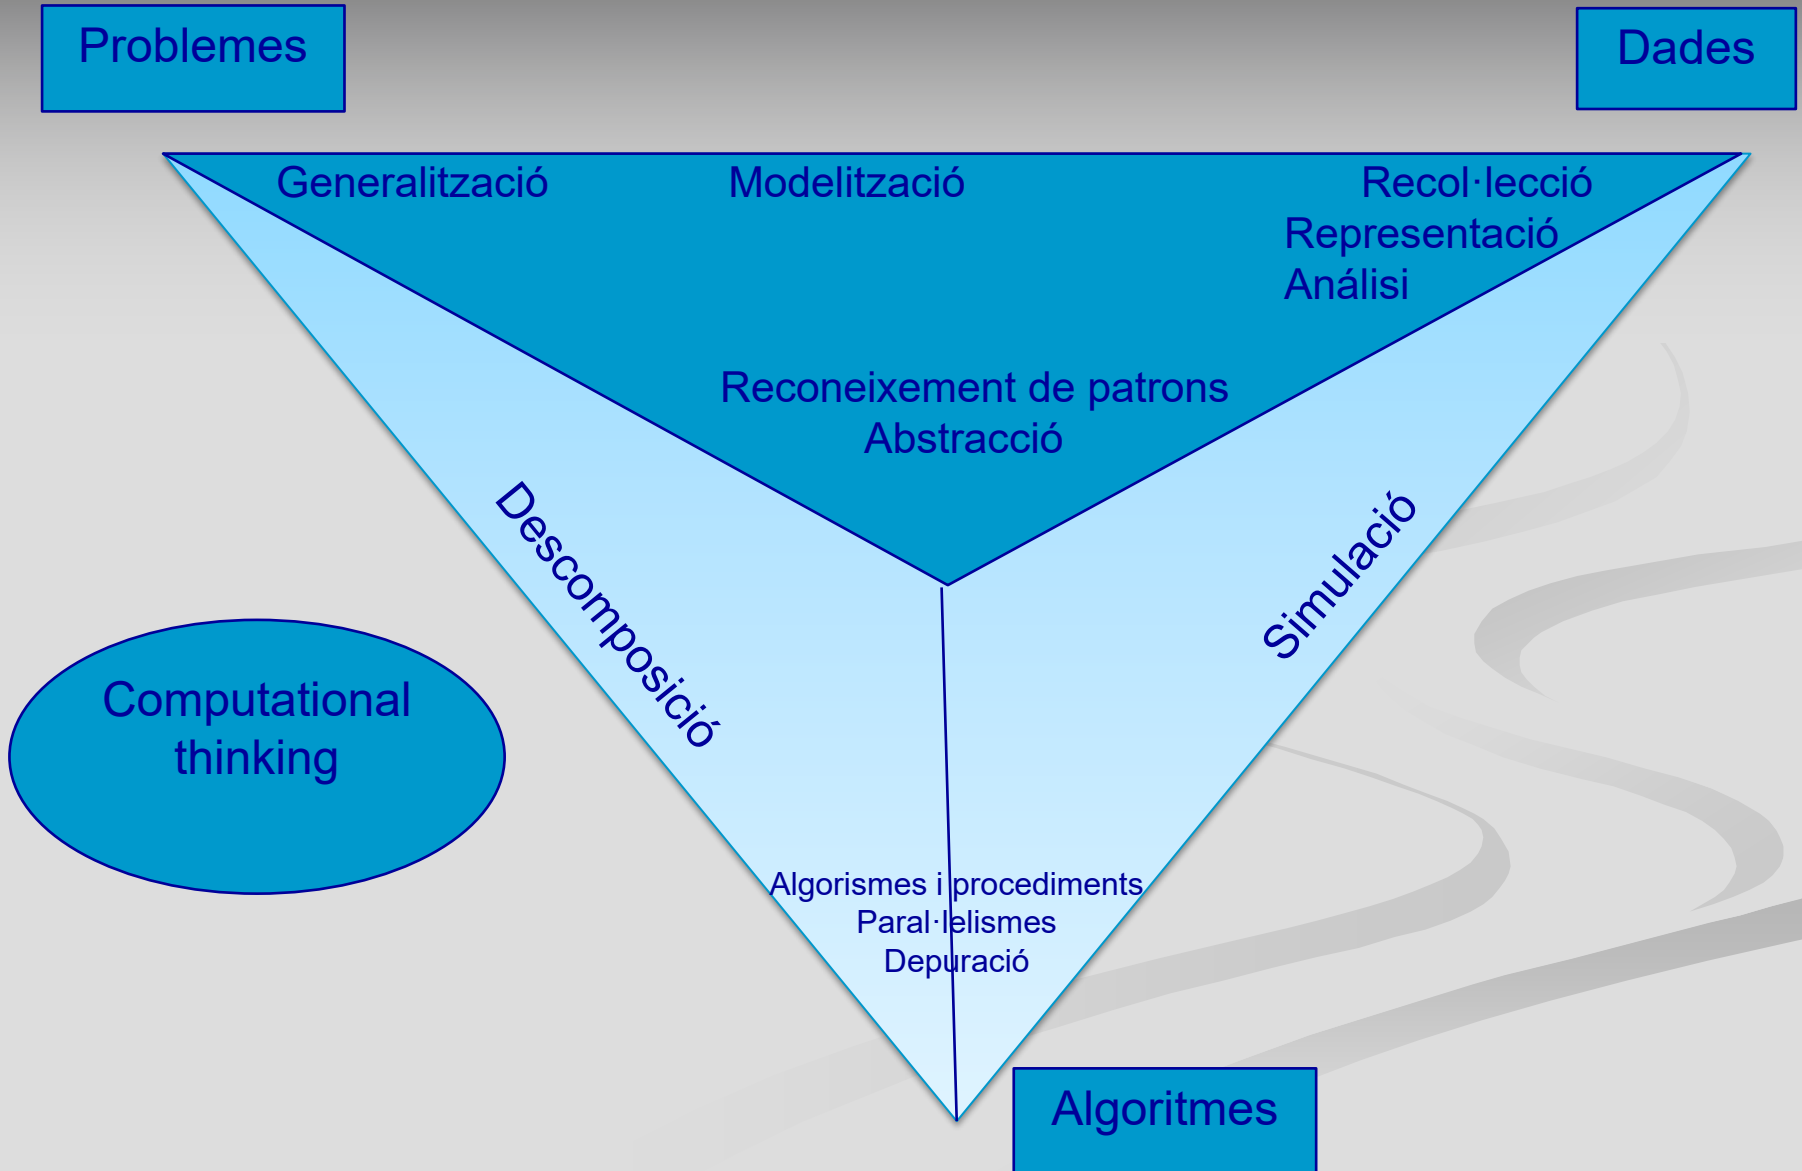 Problemes
Dades
Generalització
Modelització
Recol·lecció
Representació
Análisi
Reconeixement de patrons
Abstracció
Descomposició
Simulació
Computational
thinking
Algorismes i procediments
Paral·lelismes
Depuració
Algoritmes